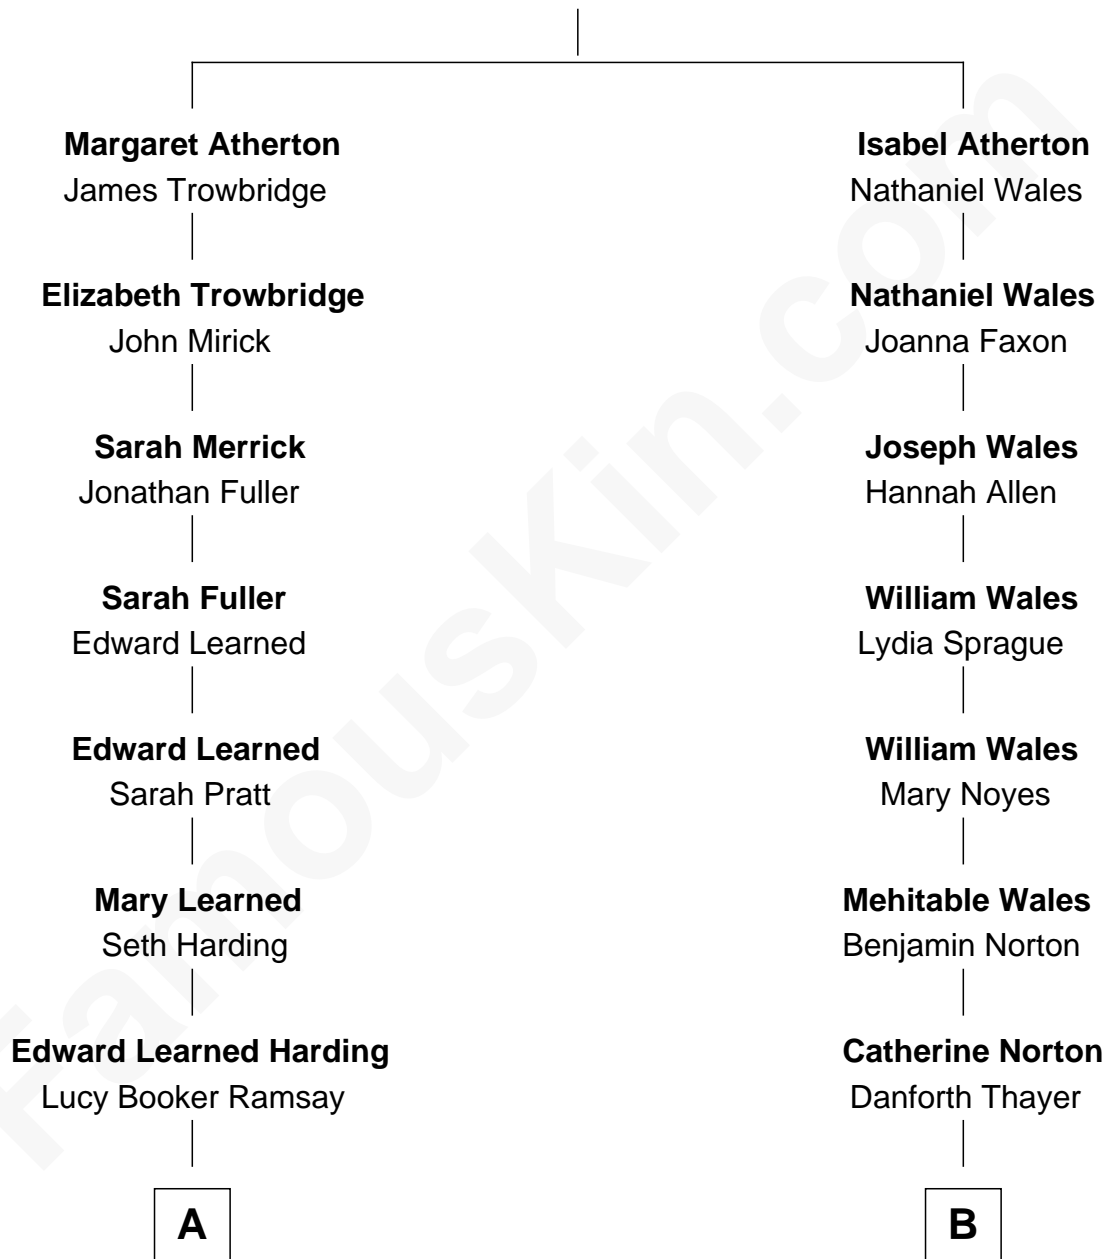 Margaret Atherton
James Trowbridge
Isabel Atherton
Nathaniel Wales
Elizabeth Trowbridge
John Mirick
Nathaniel Wales
Joanna Faxon
Sarah Merrick
Jonathan Fuller
Joseph Wales
Hannah Allen
Sarah Fuller
Edward Learned
William Wales
Lydia Sprague
Edward Learned
Sarah Pratt
William Wales
Mary Noyes
Mary Learned
Seth Harding
Mehitable Wales
Benjamin Norton
Edward Learned Harding
Lucy Booker Ramsay
Catherine Norton
Danforth Thayer
A
B
FamousKin.com